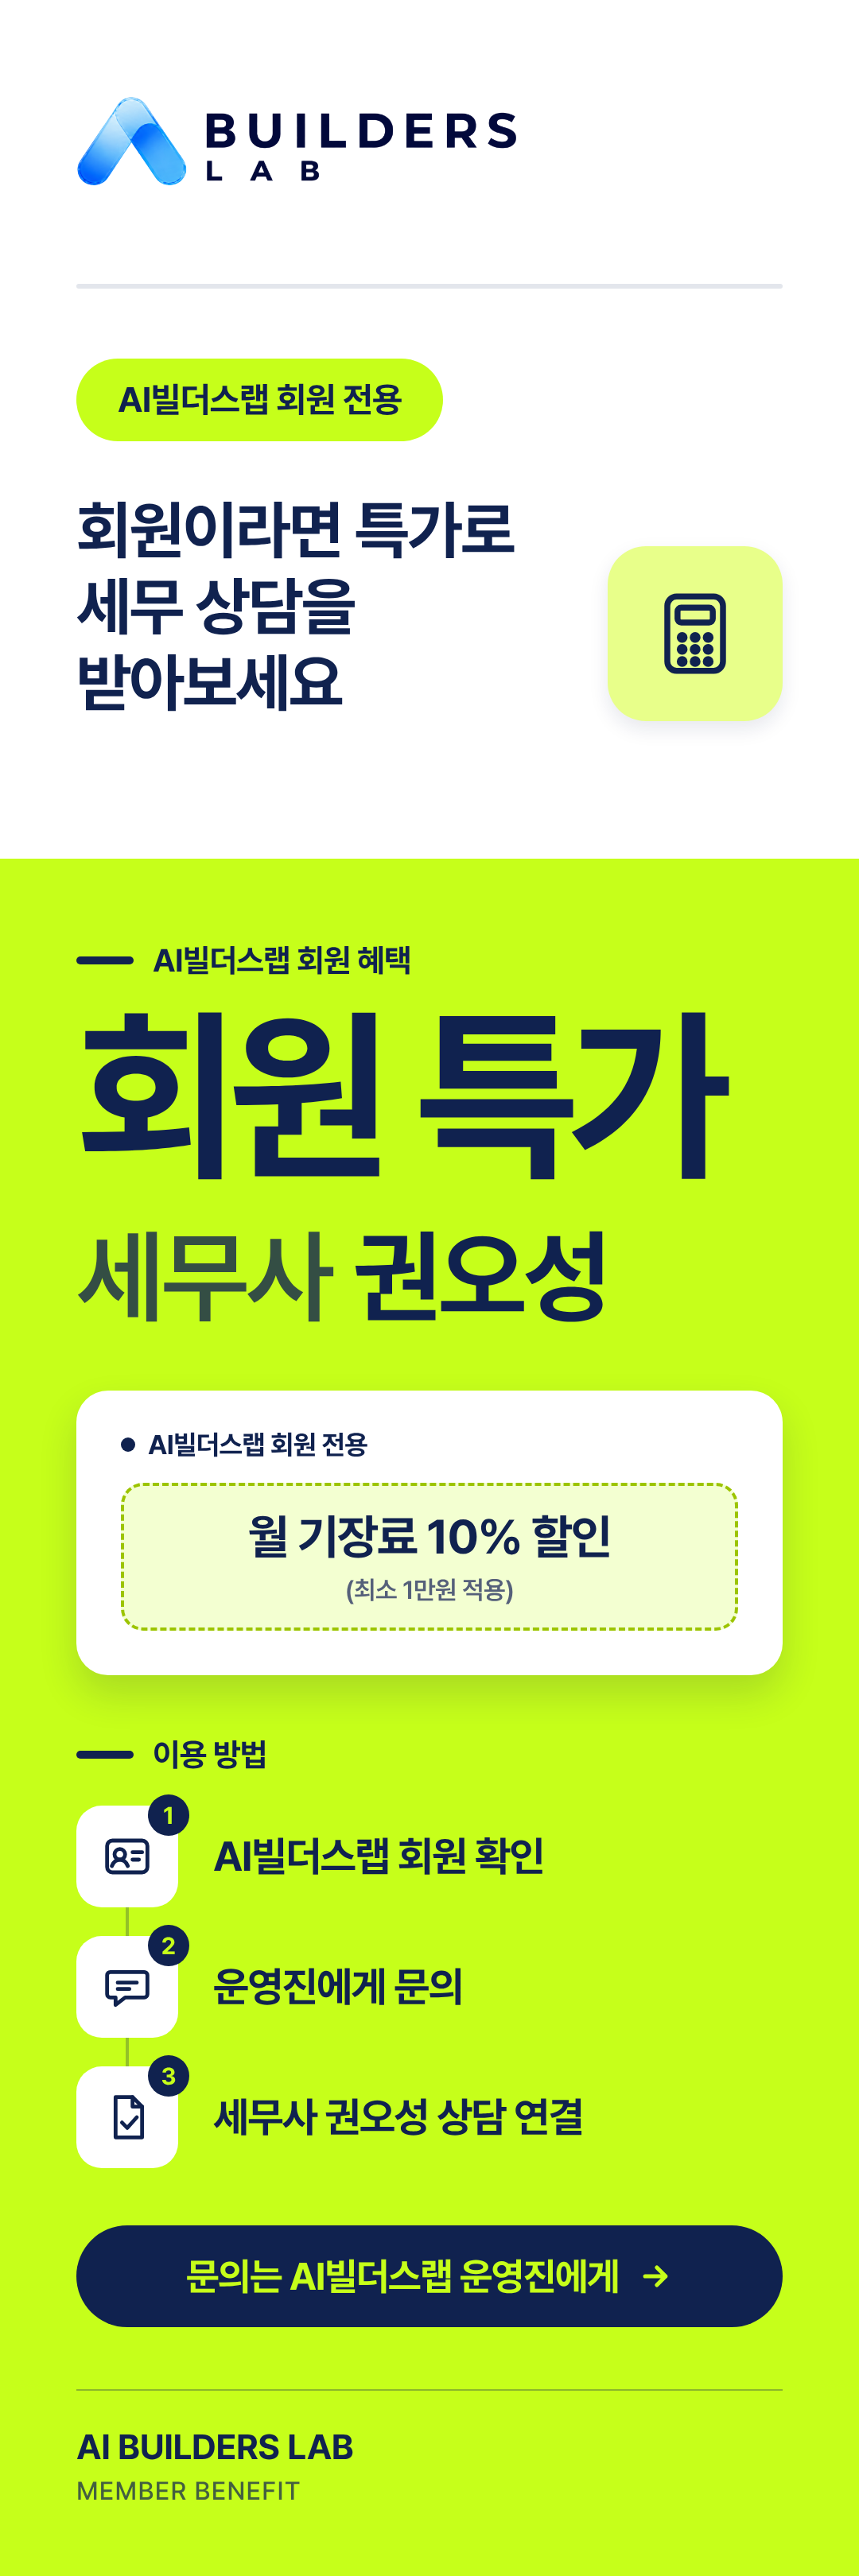 BUILDERS
LAB
AI빌더스랩 회원 전용
회원이라면 특가로
세무 상담을
받아보세요
AI빌더스랩 회원 혜택
회원 특가
세무사 권오성
AI빌더스랩 회원 전용
월 기장료 10% 할인
(최소 1만원 적용)
이용 방법
1
AI빌더스랩 회원 확인
2
운영진에게 문의
3
세무사 권오성 상담 연결
문의는 AI빌더스랩 운영진에게 →
AI BUILDERS LAB
MEMBER BENEFIT